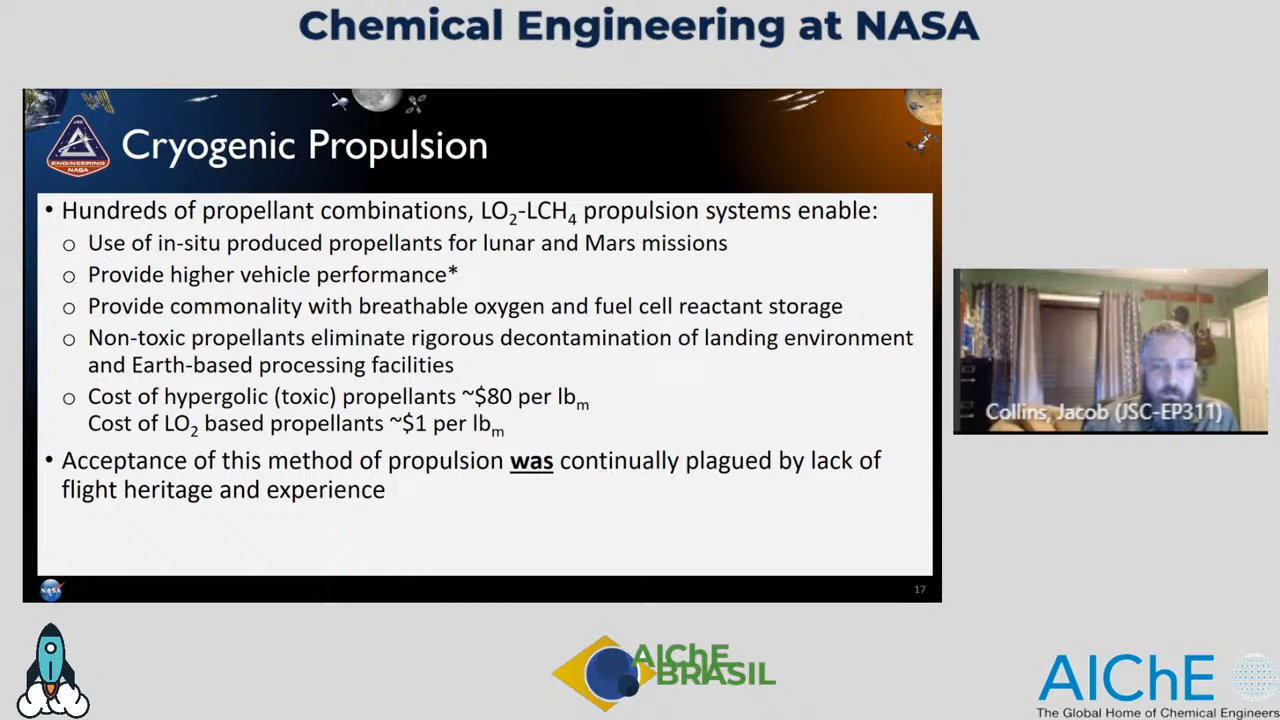 Chemical Engineering at NASA
JSC
ENGINEERING
NASA
Cryogenic Propulsion
• Hundreds of propellant combinations, LO₂-LCH₄ propulsion systems enable:
o Use of in-situ produced propellants for lunar and Mars missions
o Provide higher vehicle performance*
o Provide commonality with breathable oxygen and fuel cell reactant storage
o Non-toxic propellants eliminate rigorous decontamination of landing environment
and Earth-based processing facilities
o Cost of hypergolic (toxic) propellants ~$80 per lbₘ
Cost of LO₂ based propellants ~$1 per lbₘ
• Acceptance of this method of propulsion was continually plagued by lack of
flight heritage and experience
NASA
17
Collins, Jacob (JSC-EP311)
AIChE
BRASIL
AIChE
The Global Home of Chemical Engineers